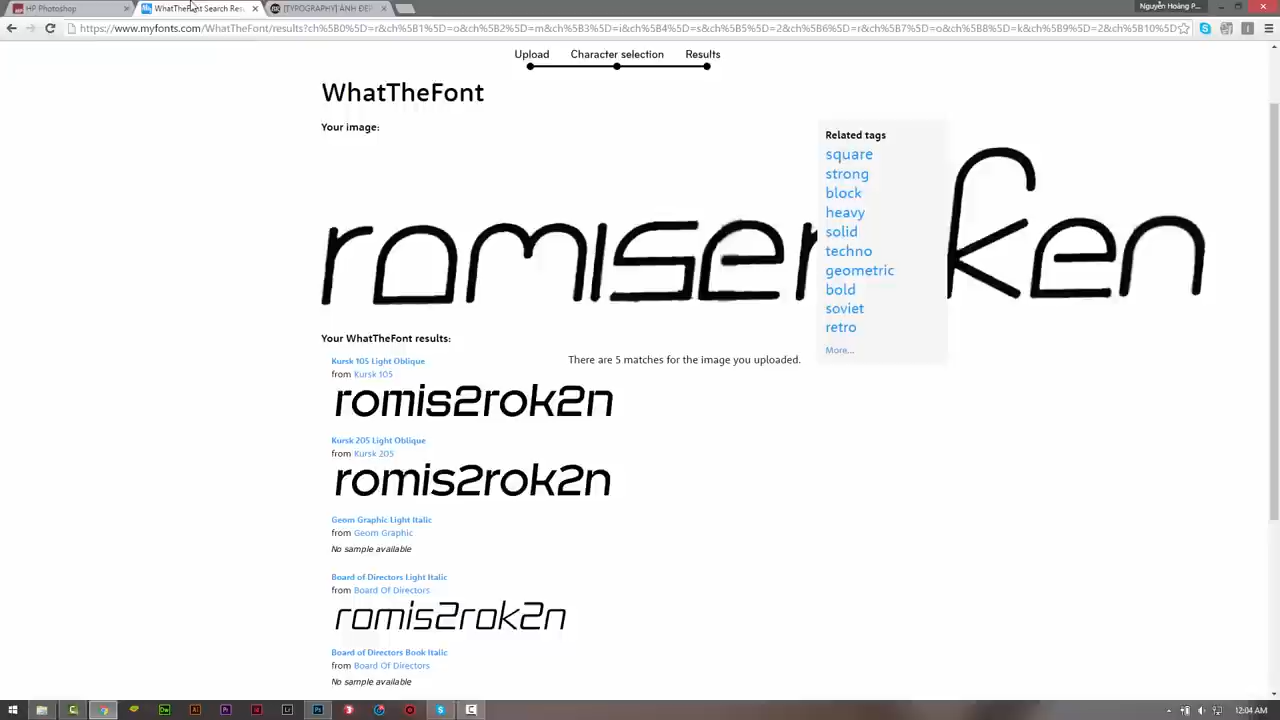 HP Photoshop
WhatTheFont Search Resu
[TYPOGRAPHY] ẢNH ĐẸP
Nguyễn Hoàng P...
https://www.myfonts.com/WhatTheFont/results?ch%5B0%5D=r&ch%5B1%5D=o&ch%5B2%5D=m&ch%5B3%5D=i&ch%5B4%5D=s&ch%5B5%5D=2&ch%5B6%5D=r&ch%5B7%5D=o&ch%5B8%5D=k&ch%5B9%5D=2&ch%5B10%5D
Upload Character selection Results
WhatTheFont
Your image:
romiser ken
Related tags
square
strong
block
heavy
solid
techno
geometric
bold
soviet
retro
More...
Your WhatTheFont results:
There are 5 matches for the image you uploaded.
Kursk 105 Light Oblique
from Kursk 105
romis2rok2n
Kursk 205 Light Oblique
from Kursk 205
romis2rok2n
Geom Graphic Light Italic
from Geom Graphic
No sample available
Board of Directors Light Italic
from Board Of Directors
romis2rok2n
Board of Directors Book Italic
from Board Of Directors
No sample available
12:04 AM